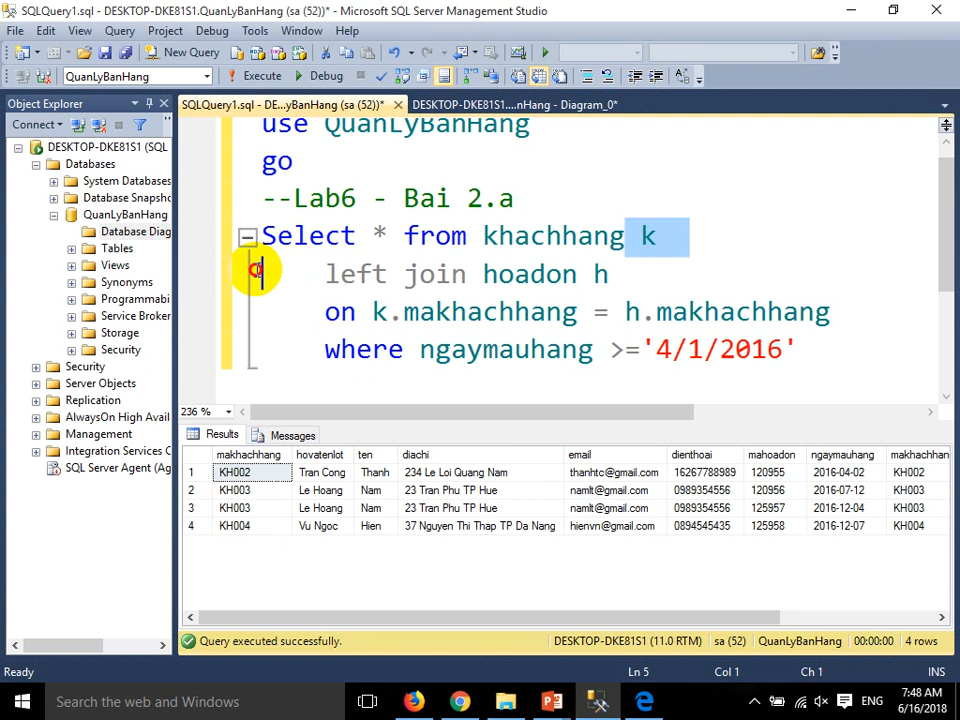 SQLQuery1.sql - DESKTOP-DKE81S1.QuanLyBanHang (sa (52))* - Microsoft SQL Server Management Studio
File Edit View Query Project Debug Tools Window Help
New Query
QuanLyBanHang Execute Debug
Object Explorer
SQLQuery1.sql - DE...yBanHang (sa (52))* DESKTOP-DKE81S1....nHang - Diagram_0*
Connect
DESKTOP-DKE81S1 (SQL
Databases
System Databases
Database Snapsho
QuanLyBanHang
Database Diag
Tables
Views
Synonyms
Programmabi
Service Broker
Storage
Security
Security
Server Objects
Replication
AlwaysOn High Avail
Management
Integration Services C
SQL Server Agent (Ag
use QuanLyBanHang
go
--Lab6 - Bai 2.a
Select * from khachhang k
left join hoadon h
on k.makhachhang = h.makhachhang
where ngaymauhang >='4/1/2016'
236 %
Results Messages
makhachhang hovatenlot ten diachi email dienthoai mahoadon ngaymauhang makhachhan
1 KH002 Tran Cong Thanh 234 Le Loi Quang Nam thanhtc@gmail.com 16267788989 120955 2016-04-02 KH002
2 KH003 Le Hoang Nam 23 Tran Phu TP Hue namlt@gmail.com 0989354556 120956 2016-07-12 KH003
3 KH003 Le Hoang Nam 23 Tran Phu TP Hue namlt@gmail.com 0989354556 125957 2016-12-04 KH003
4 KH004 Vu Ngoc Hien 37 Nguyen Thi Thap TP Da Nang hienvn@gmail.com 0894545435 125958 2016-12-07 KH004
Query executed successfully. DESKTOP-DKE81S1 (11.0 RTM) sa (52) QuanLyBanHang 00:00:00 4 rows
Ready Ln 5 Col 1 Ch 1 INS
Search the web and Windows
ENG
7:48 AM
6/16/2018